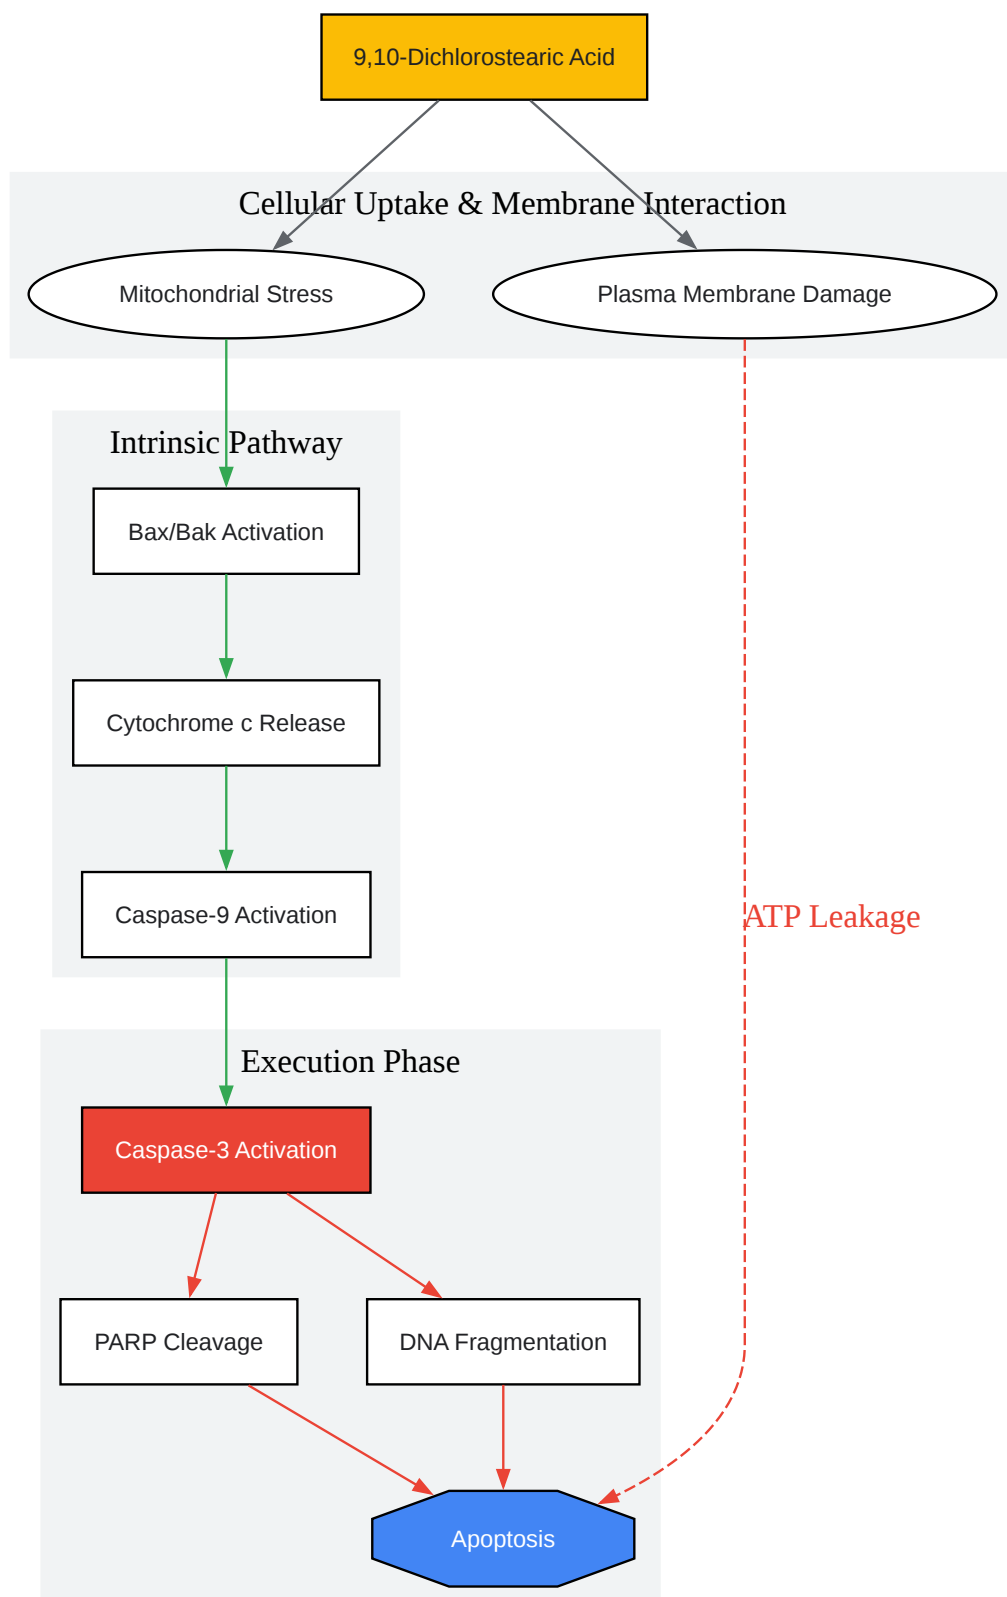 9,10-Dichlorostearic Acid
Cellular Uptake & Membrane Interaction
Mitochondrial Stress
Plasma Membrane Damage
Intrinsic Pathway
Bax/Bak Activation
Cytochrome c Release
Caspase-9 Activation
ATP Leakage
Execution Phase
Caspase-3 Activation
PARP Cleavage
DNA Fragmentation
Apoptosis